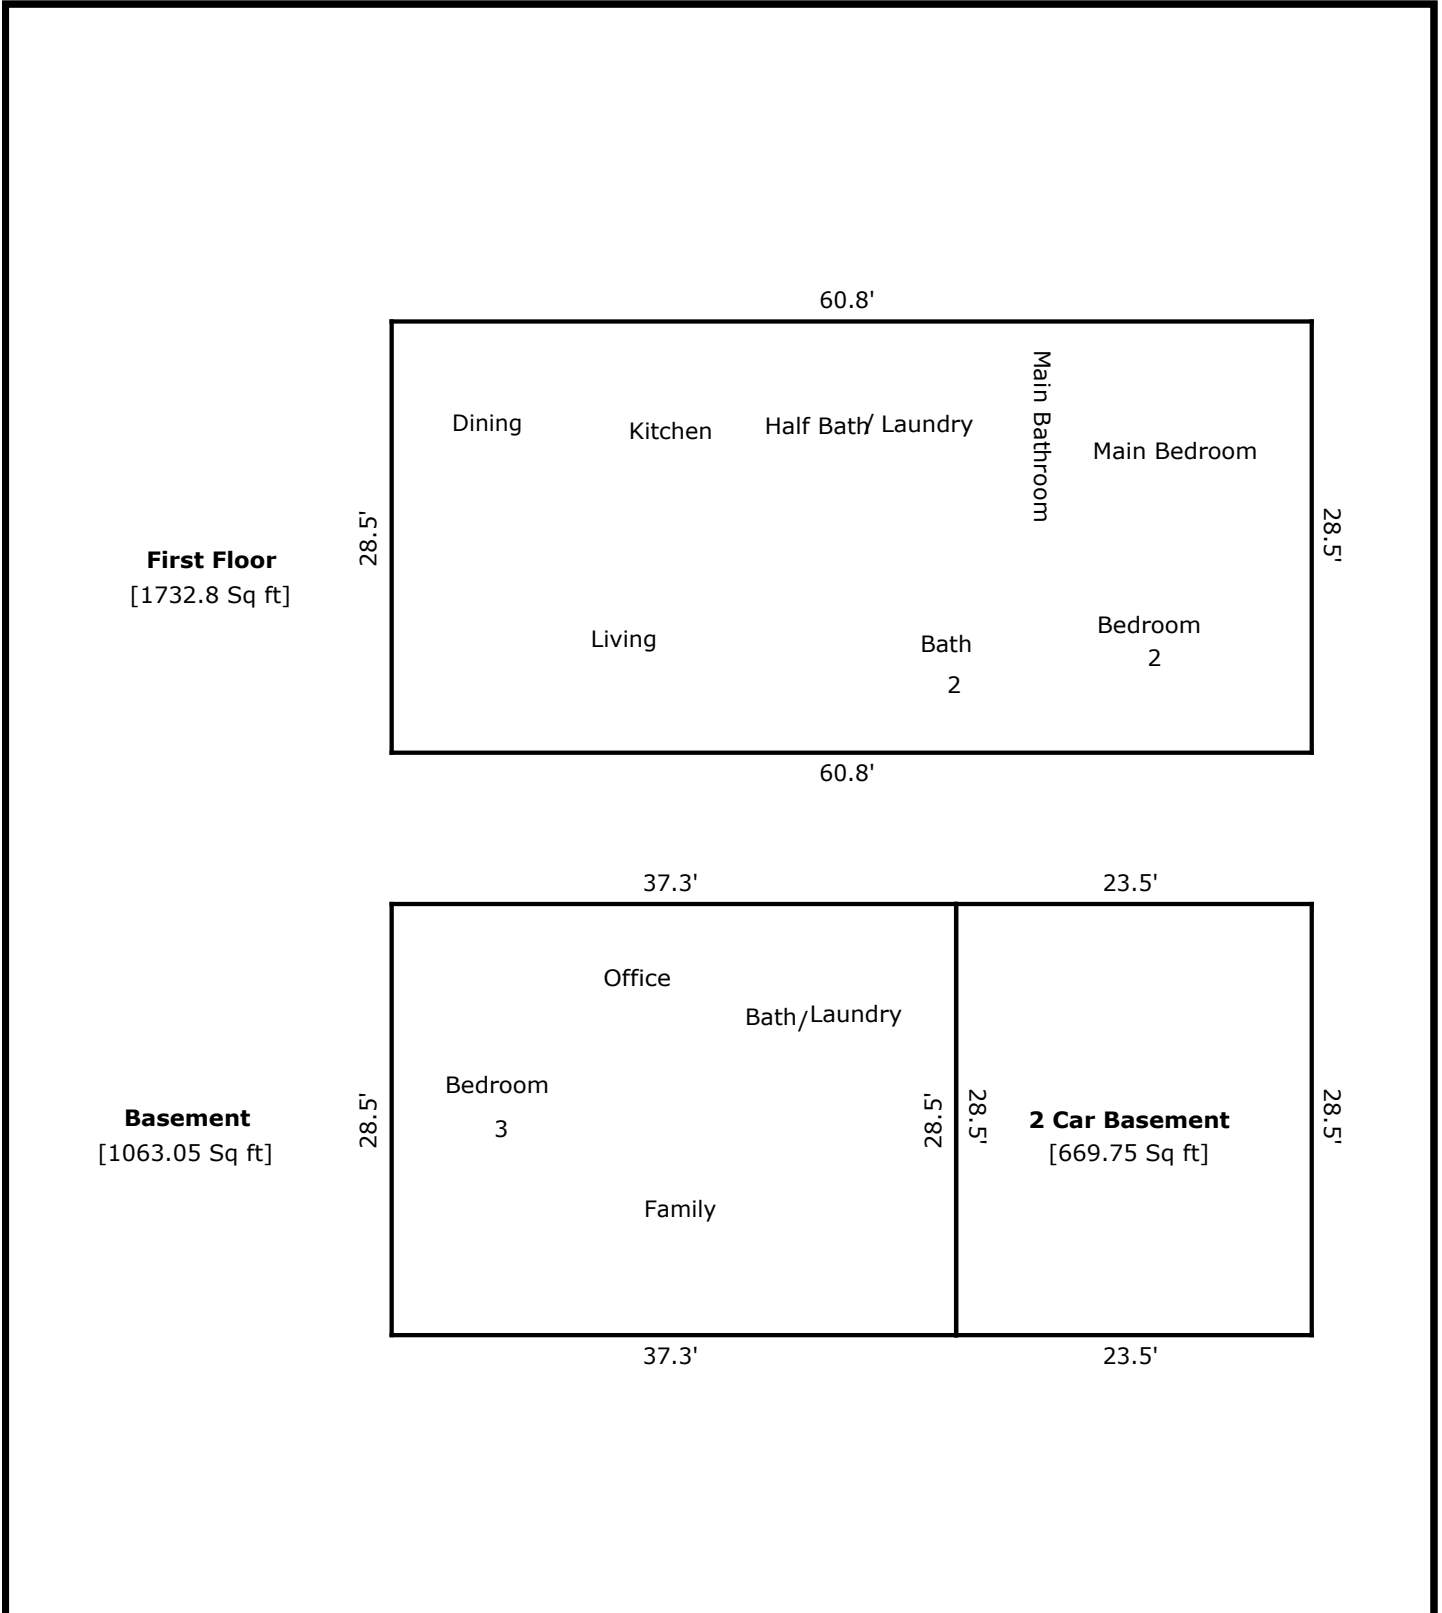 60.8'
Main Bathroom
Dining
Kitchen
Half Bath/ Laundry
Main Bedroom
28.5'
28.5'
First Floor
[1732.8 Sq ft]
Living
Bath
2
Bedroom
2
60.8'
37.3'
23.5'
Office
Bath/Laundry
Bedroom
3
28.5'
28.5'
28.5'
28.5'
Basement
[1063.05 Sq ft]
2 Car Basement
[669.75 Sq ft]
Family
37.3'
23.5'